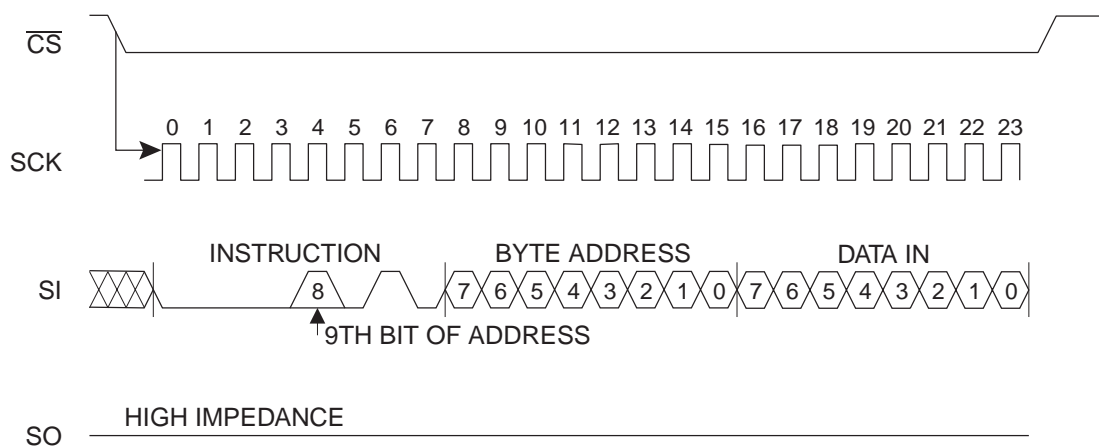 CS
0 1 2 3 4 5 6 7 8 9 10 11 12 13 14 15 16 17 18 19 20 21 22 23
SCK
INSTRUCTION BYTE ADDRESS DATA IN
SI 8 7 6 5 4 3 2 1 0 7 6 5 4 3 2 1 0
9TH BIT OF ADDRESS
HIGH IMPEDANCE
SO